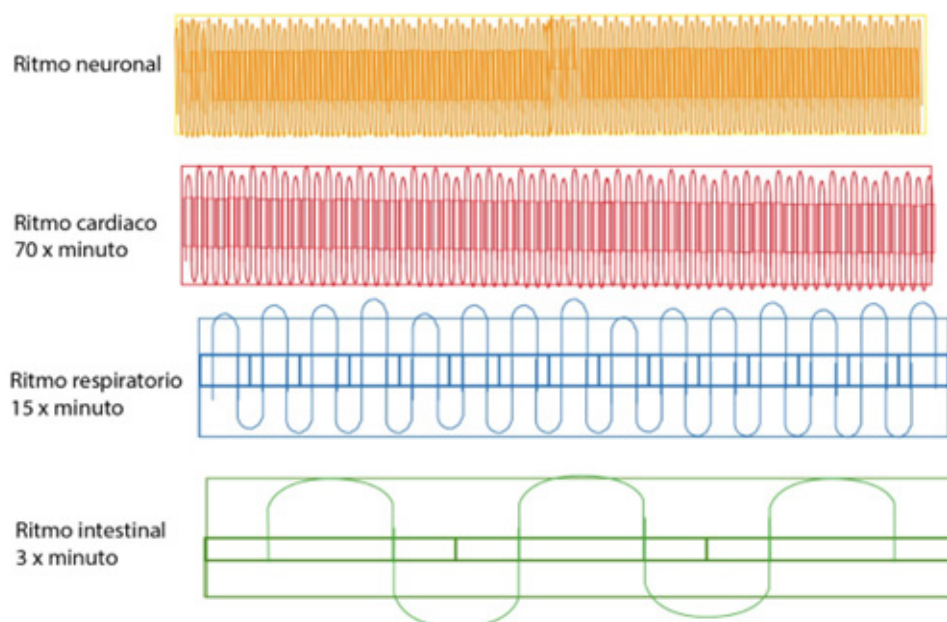 Ritmo neuronal
Ritmo cardiaco
70 x minuto
Ritmo respiratorio
15 x minuto
Ritmo intestinal
3 x minuto